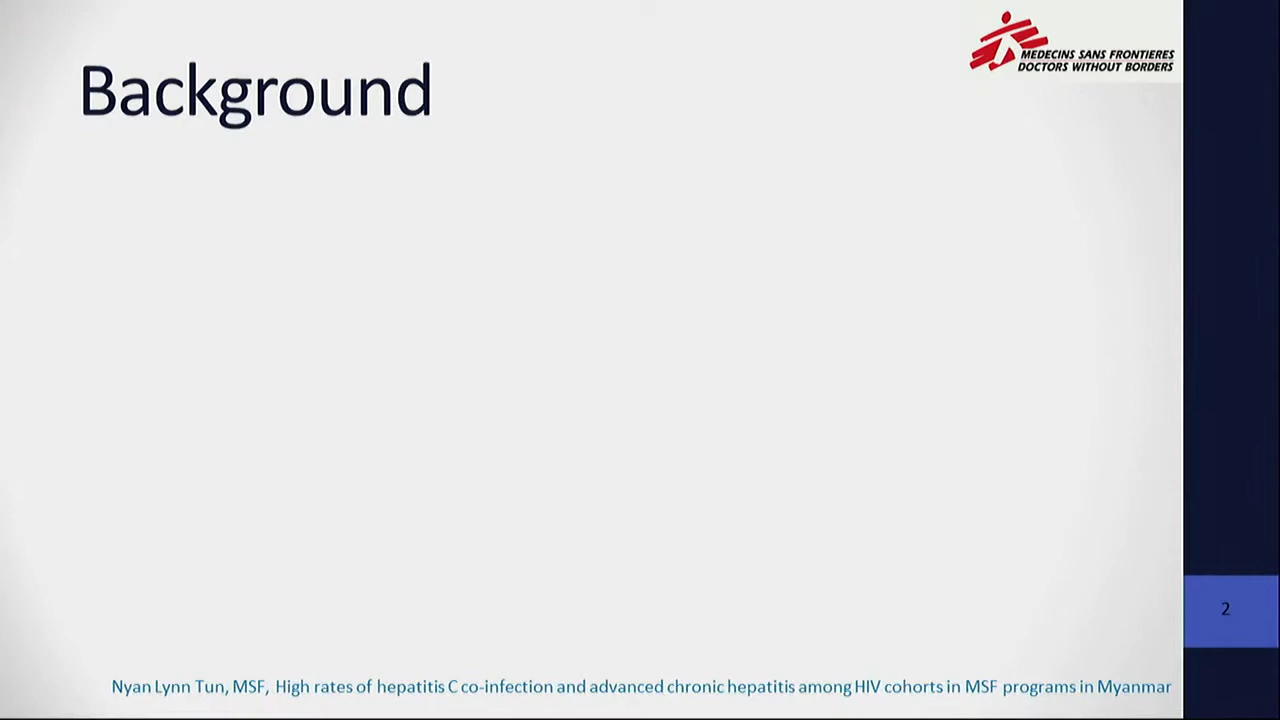 MEDECINS SANS FRONTIERES
DOCTORS WITHOUT BORDERS
Background
2
Nyan Lynn Tun, MSF, High rates of hepatitis C co-infection and advanced chronic hepatitis among HIV cohorts in MSF programs in Myanmar